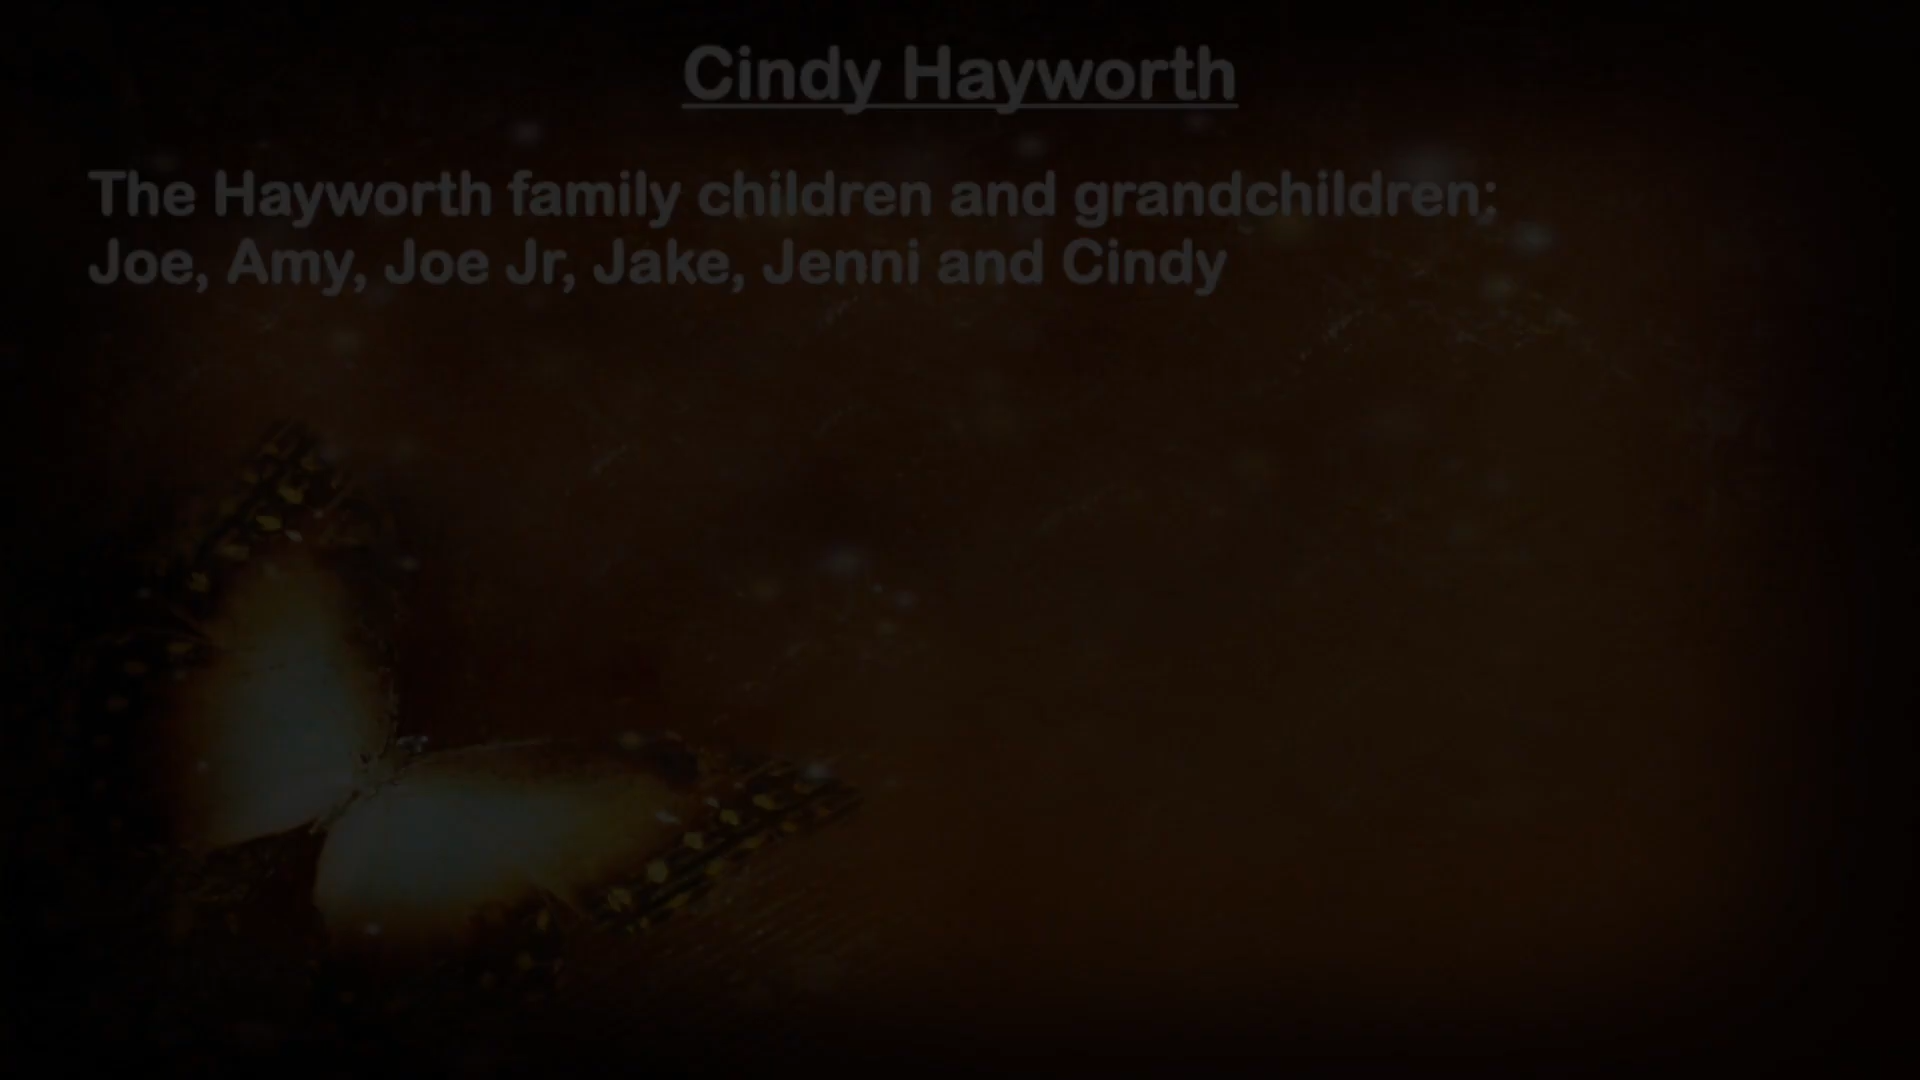 Cindy Hayworth
The Hayworth family children and grandchildren:
Joe, Amy, Joe Jr, Jake, Jenni and Cindy